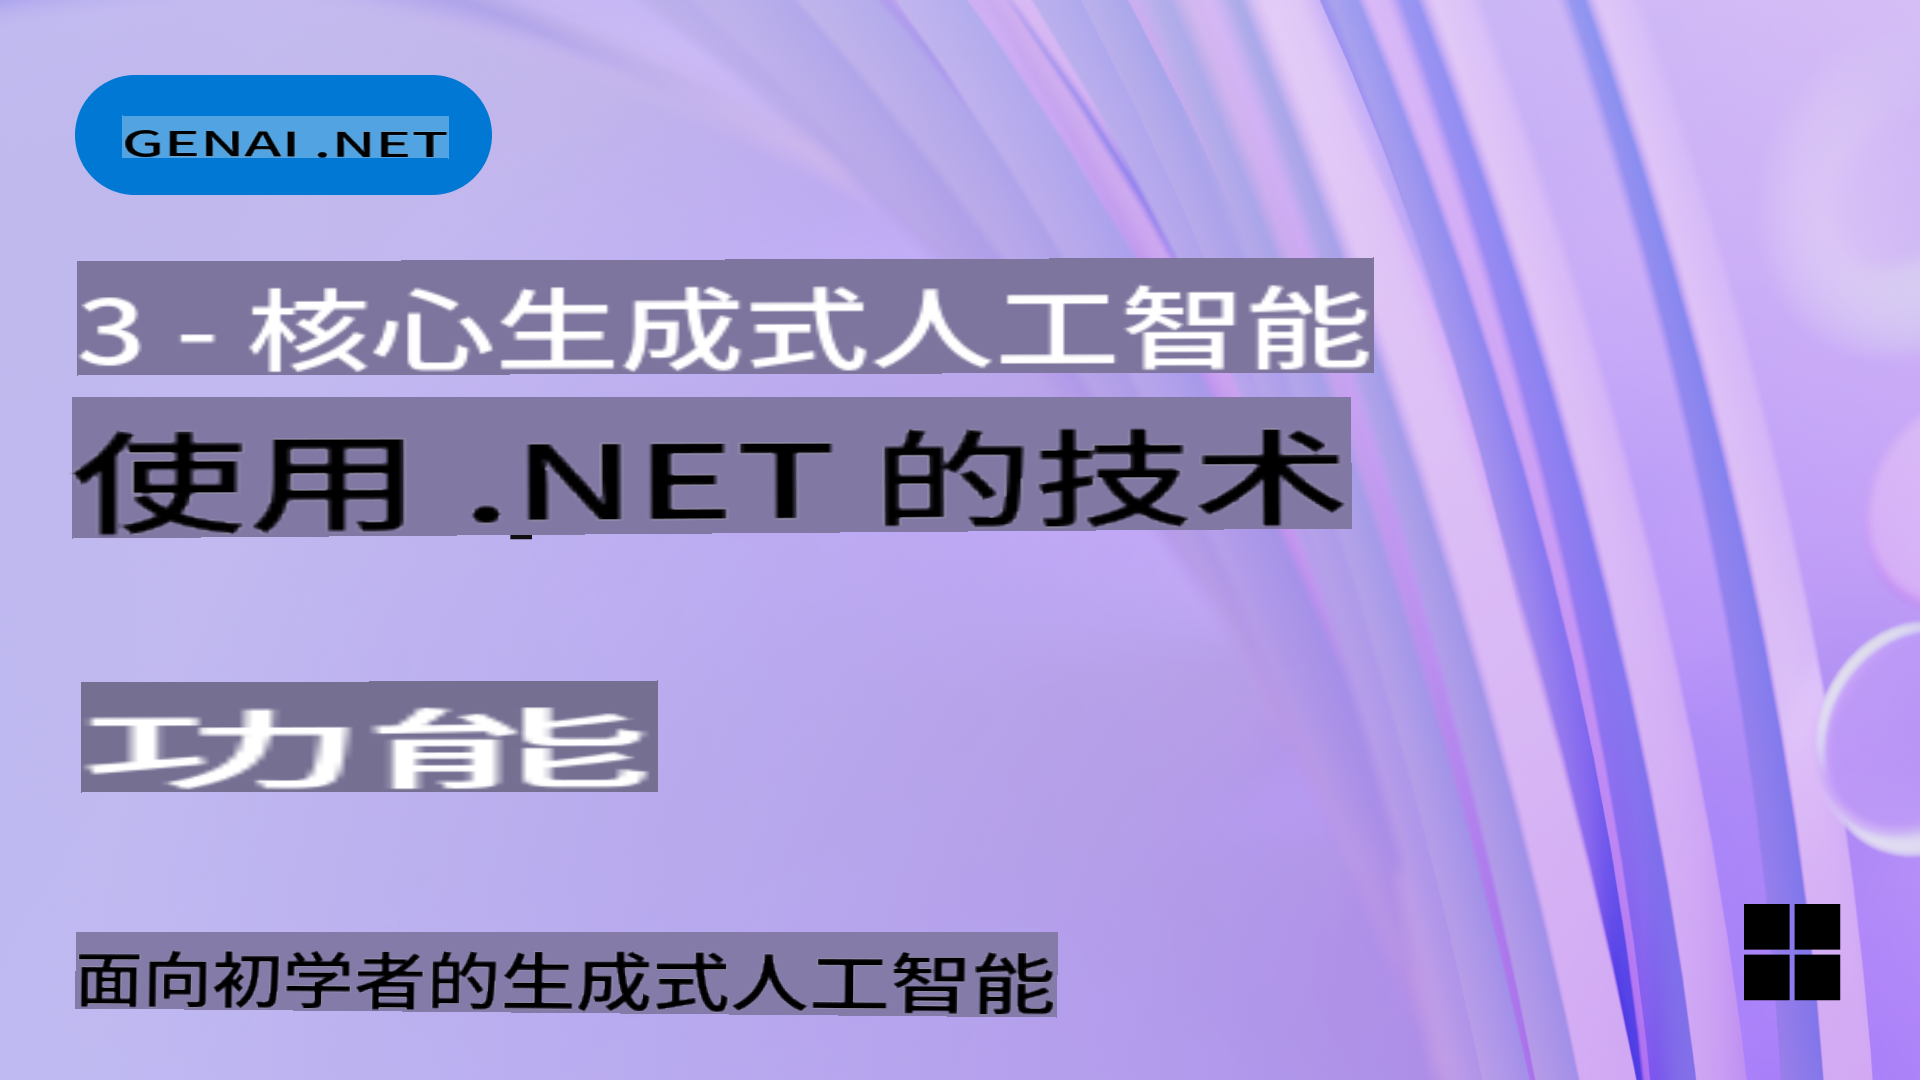 GENAI .NET
3 - 核心生成式人工智能
使用 .NET 的技术
功能
面向初学者的生成式人工智能